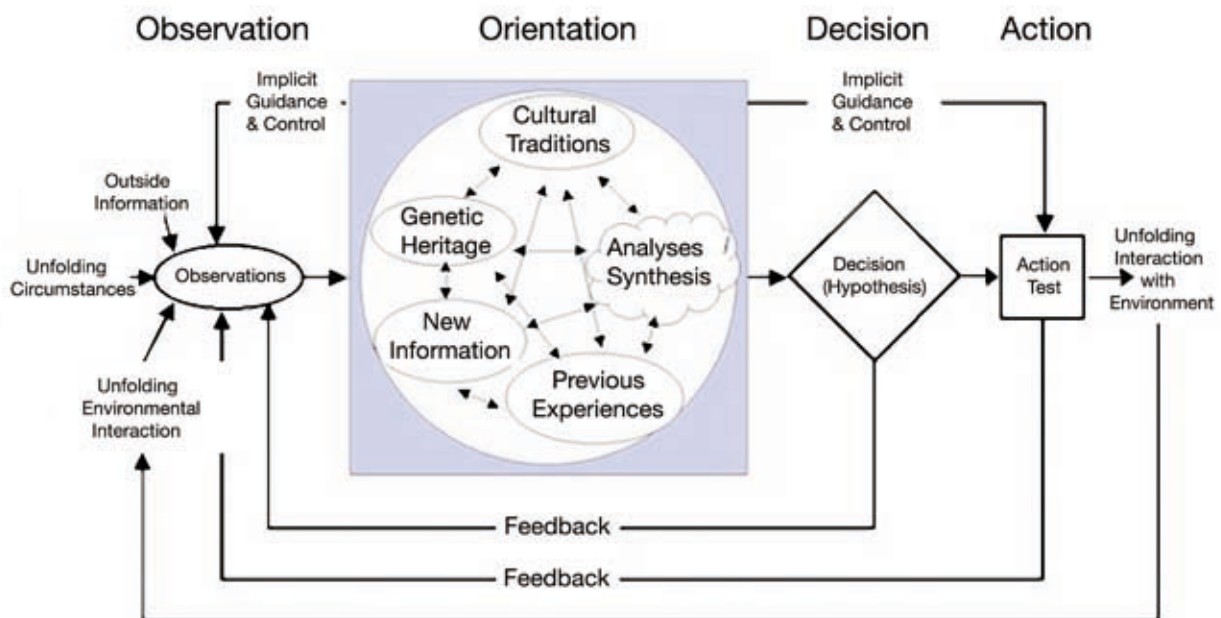 Observation
Orientation
Decision
Action
Implicit
Guidance
& Control
Implicit
Guidance
& Control
Cultural
Traditions
Outside
Information
Genetic
Heritage
Analyses
Synthesis
Unfolding
Circumstances
Observations
Decision
(Hypothesis)
Action
Test
Unfolding
Interaction
with
Environment
New
Information
Previous
Experiences
Unfolding
Environmental
Interaction
Feedback
Feedback